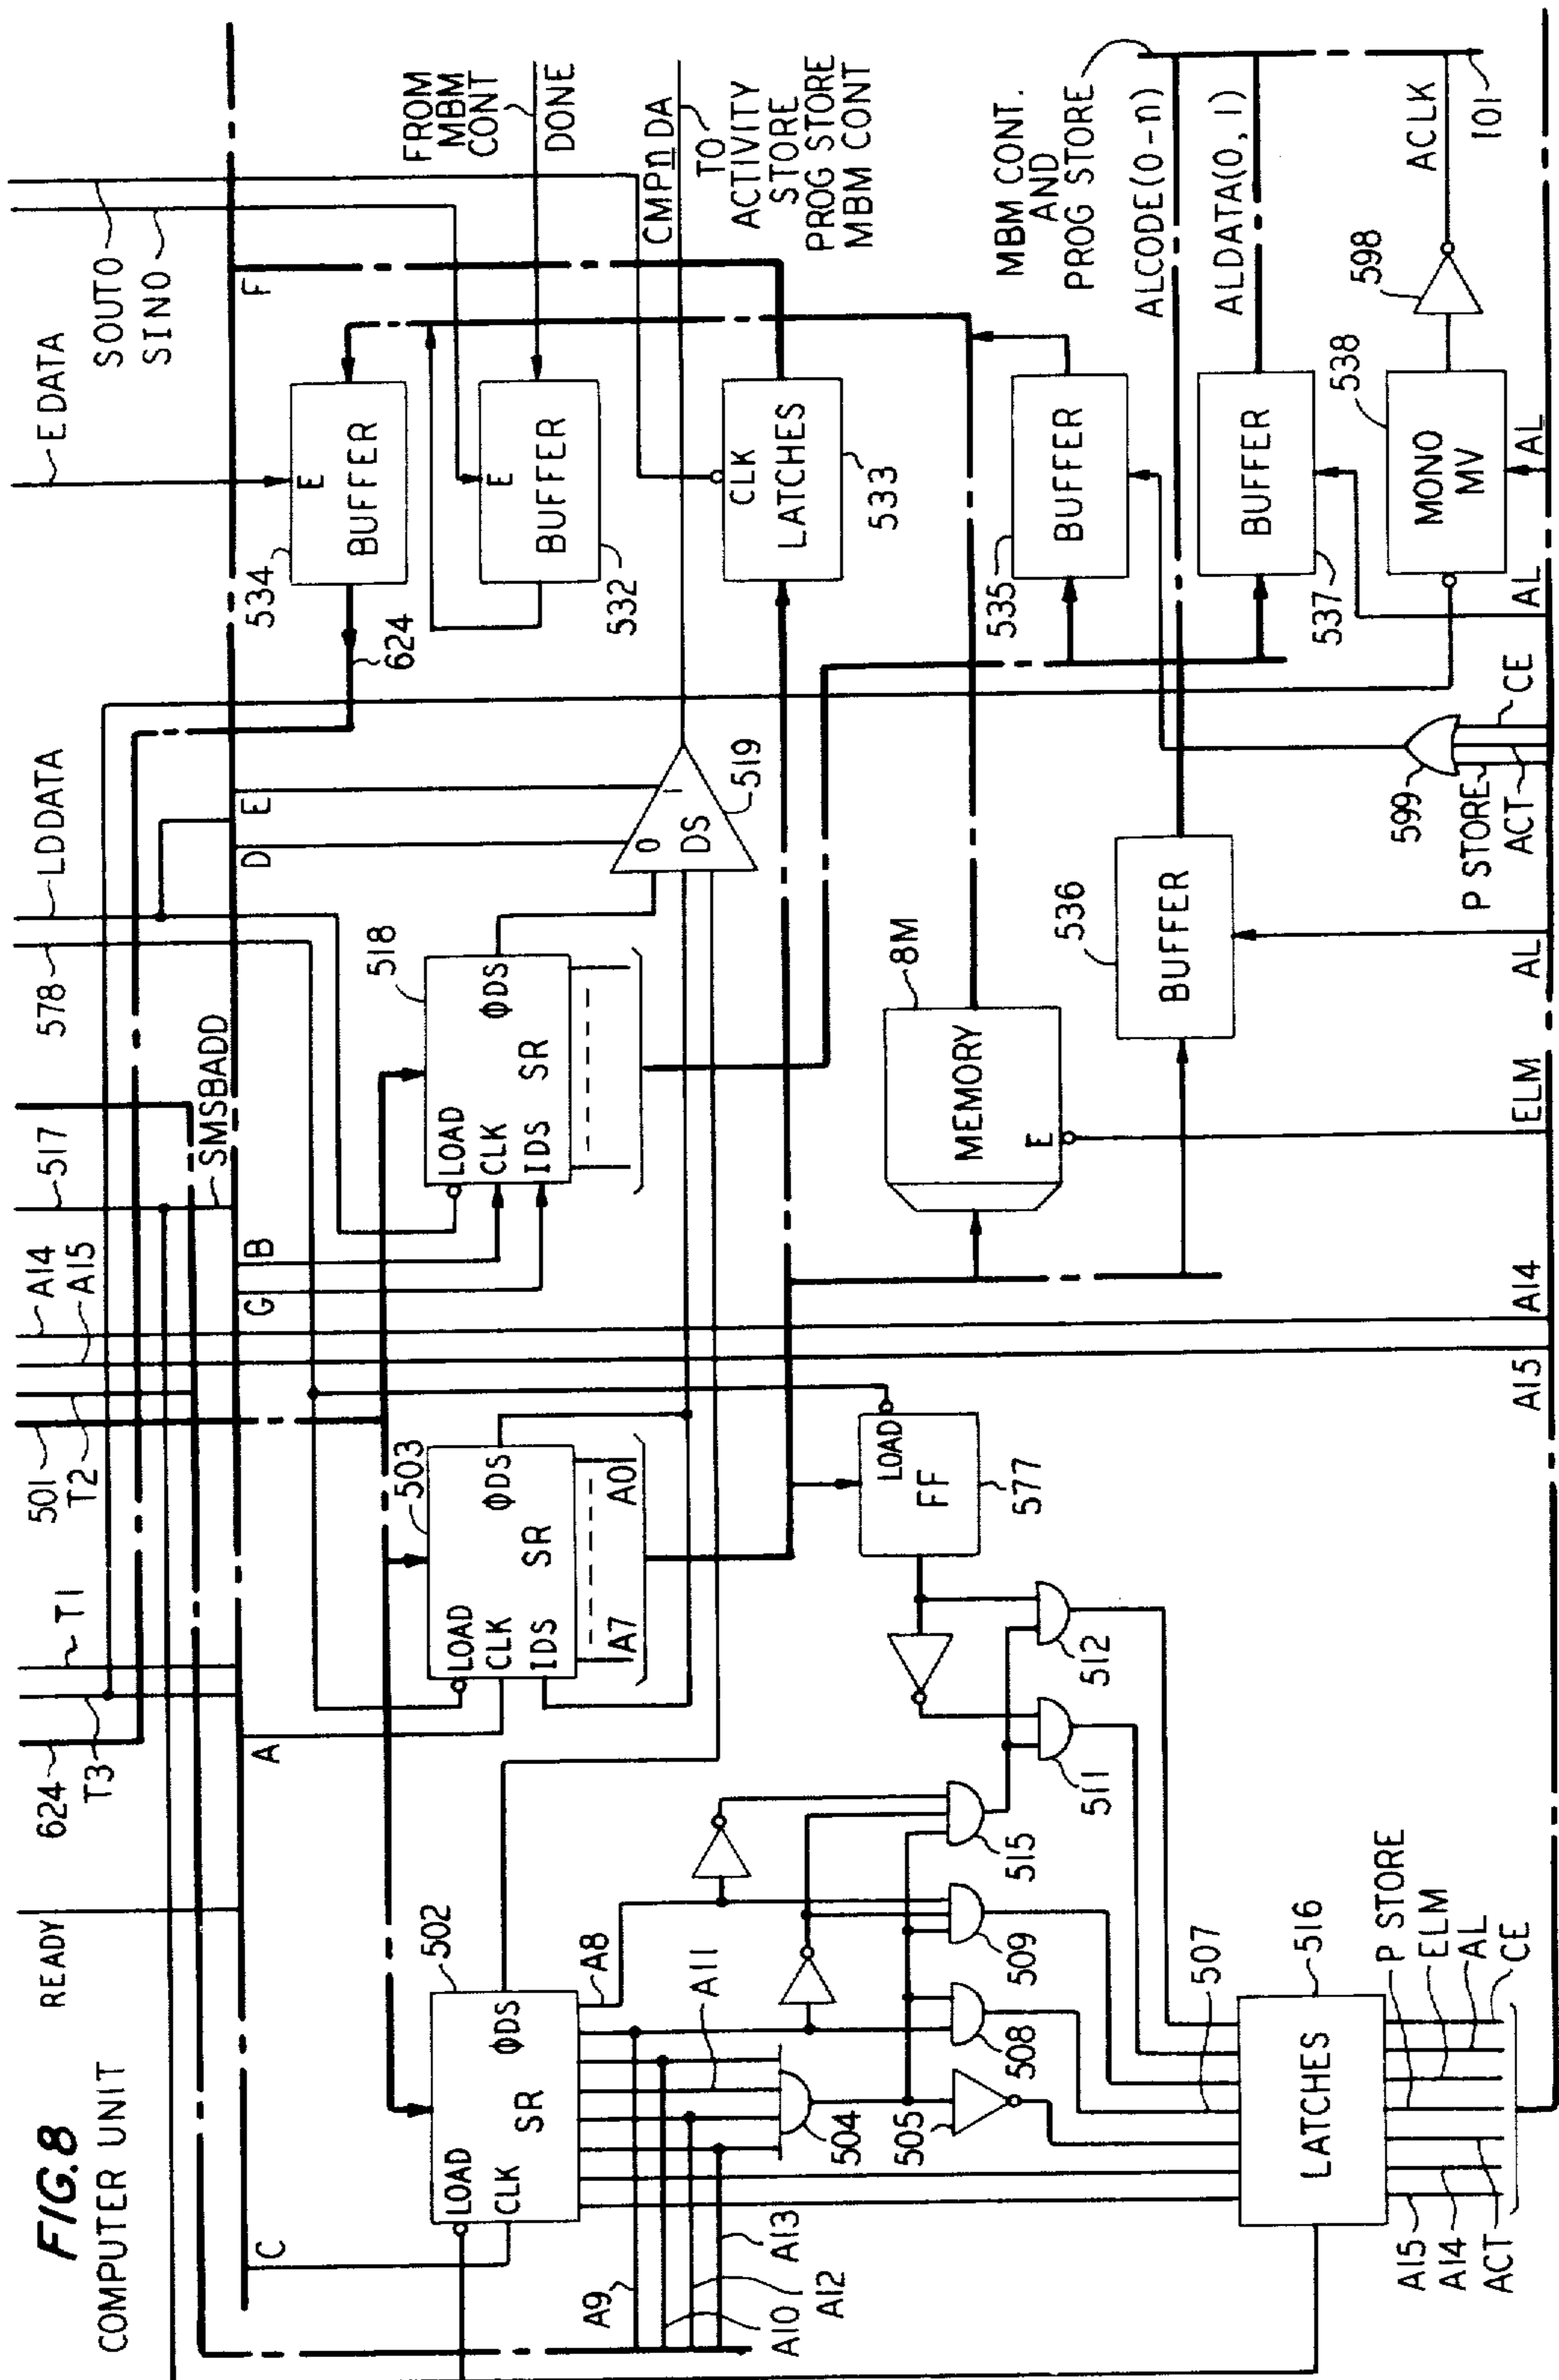 FIG.8
COMPUTER UNIT
READY
624
T3
T1
501
T2
A14
A15
517
SMSBADD
578
LDDATA
E DATA
SOUTO
SINO
C
A
G
B
D
E
F
502
LOAD
CLK
SR
ΦDS
503
LOAD
CLK
IDS
SR
ΦDS
A7
A01
518
LOAD
CLK
IDS
SR
ΦDS
0
1
DS
519
534
E
BUFFER
624
E
BUFFER
532
FROM
MBM
CONT
DONE
CMPnDA
TO
ACTIVITY
STORE
PROG STORE
MBM CONT
CLK
LATCHES
533
A8
A11
A9
A10
A12
A13
504
505
508
509
515
511
512
507
LOAD
FF
577
8M
MEMORY
E
535
BUFFER
MBM CONT.
AND
PROG STORE
ALCODE(0-n)
ALDATA(0,1)
536
BUFFER
BUFFER
537
538
MONO
MV
598
ACLK
101
599
P STORE
ACT
CE
516
LATCHES
A15
A14
ACT
P STORE
ELM
AL
CE
A15
A14
ELM
AL
AL
AL